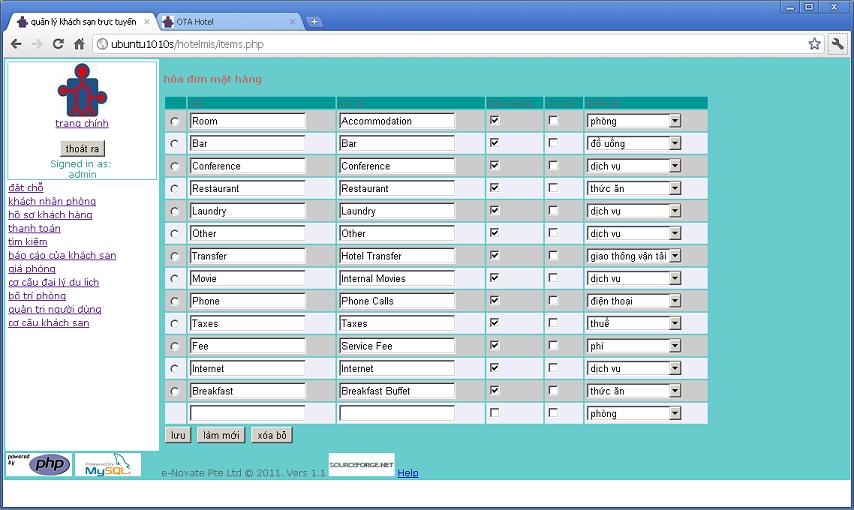 quản lý khách sạn trực tuyến
OTA Hotel
ubuntu1010s/hotelmis/items.php
trang chính
thoát ra
Signed in as:
admin
đặt chỗ
khách nhận phòng
hồ sơ khách hàng
thanh toán
tìm kiếm
báo cáo của khách sạn
giá phòng
cơ cấu đại lý du lịch
bố trí phòng
quản trị người dùng
cơ cấu khách sạn
hóa đơn mặt hàng
Room Accommodation phòng
Bar Bar đồ uống
Conference Conference dịch vụ
Restaurant Restaurant thức ăn
Laundry Laundry dịch vụ
Other Other dịch vụ
Transfer Hotel Transfer giao thông vận tải
Movie Internal Movies dịch vụ
Phone Phone Calls điện thoại
Taxes Taxes thuế
Fee Service Fee phí
Internet Internet dịch vụ
Breakfast Breakfast Buffet thức ăn
phòng
lưu làm mới xóa bỏ
powered by php
Powered by MySQL
e-Novate Pte Ltd © 2011. Vers 1.1 SOURCEFORGE.NET Help